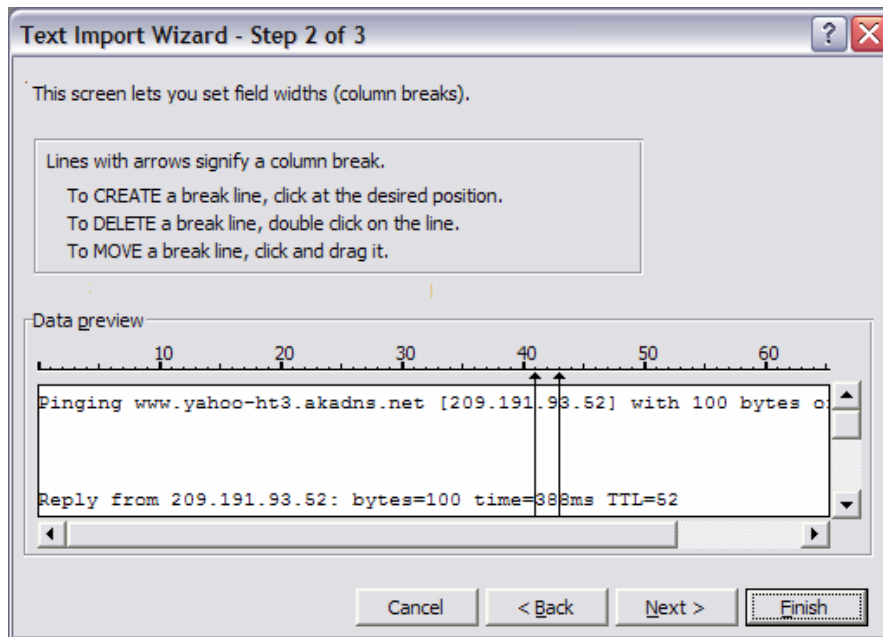 Text Import Wizard - Step 2 of 3
?
This screen lets you set field widths (column breaks).
Lines with arrows signify a column break.
To CREATE a break line, click at the desired position.
To DELETE a break line, double click on the line.
To MOVE a break line, click and drag it.
Data preview
10 20 30 40 50 60
Pinging www.yahoo-ht3.akadns.net [209.191.93.52] with 100 bytes o
Reply from 209.191.93.52: bytes=100 time=388ms TTL=52
Cancel < Back Next > Finish